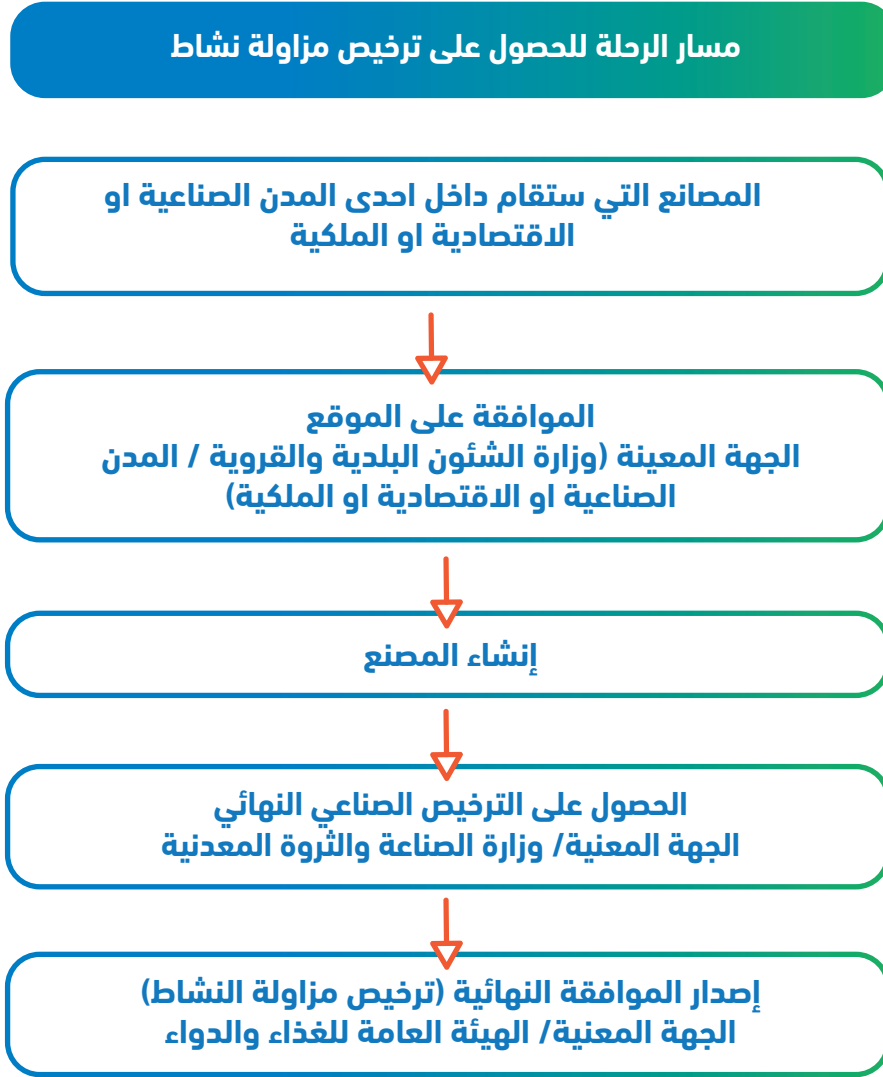 مسار الرحلة للحصول على ترخيص مزاولة نشاط
المصانع التي ستقام داخل احدى المدن الصناعية او
الاقتصادية او الملكية
الموافقة على الموقع
الجهة المعينة (وزارة الشئون البلدية والقروية / المدن
الصناعية او الاقتصادية او الملكية)
إنشاء المصنع
الحصول على الترخيص الصناعي النهائي
الجهة المعنية/ وزارة الصناعة والثروة المعدنية
إصدار الموافقة النهائية (ترخيص مزاولة النشاط)
الجهة المعنية/ الهيئة العامة للغذاء والدواء